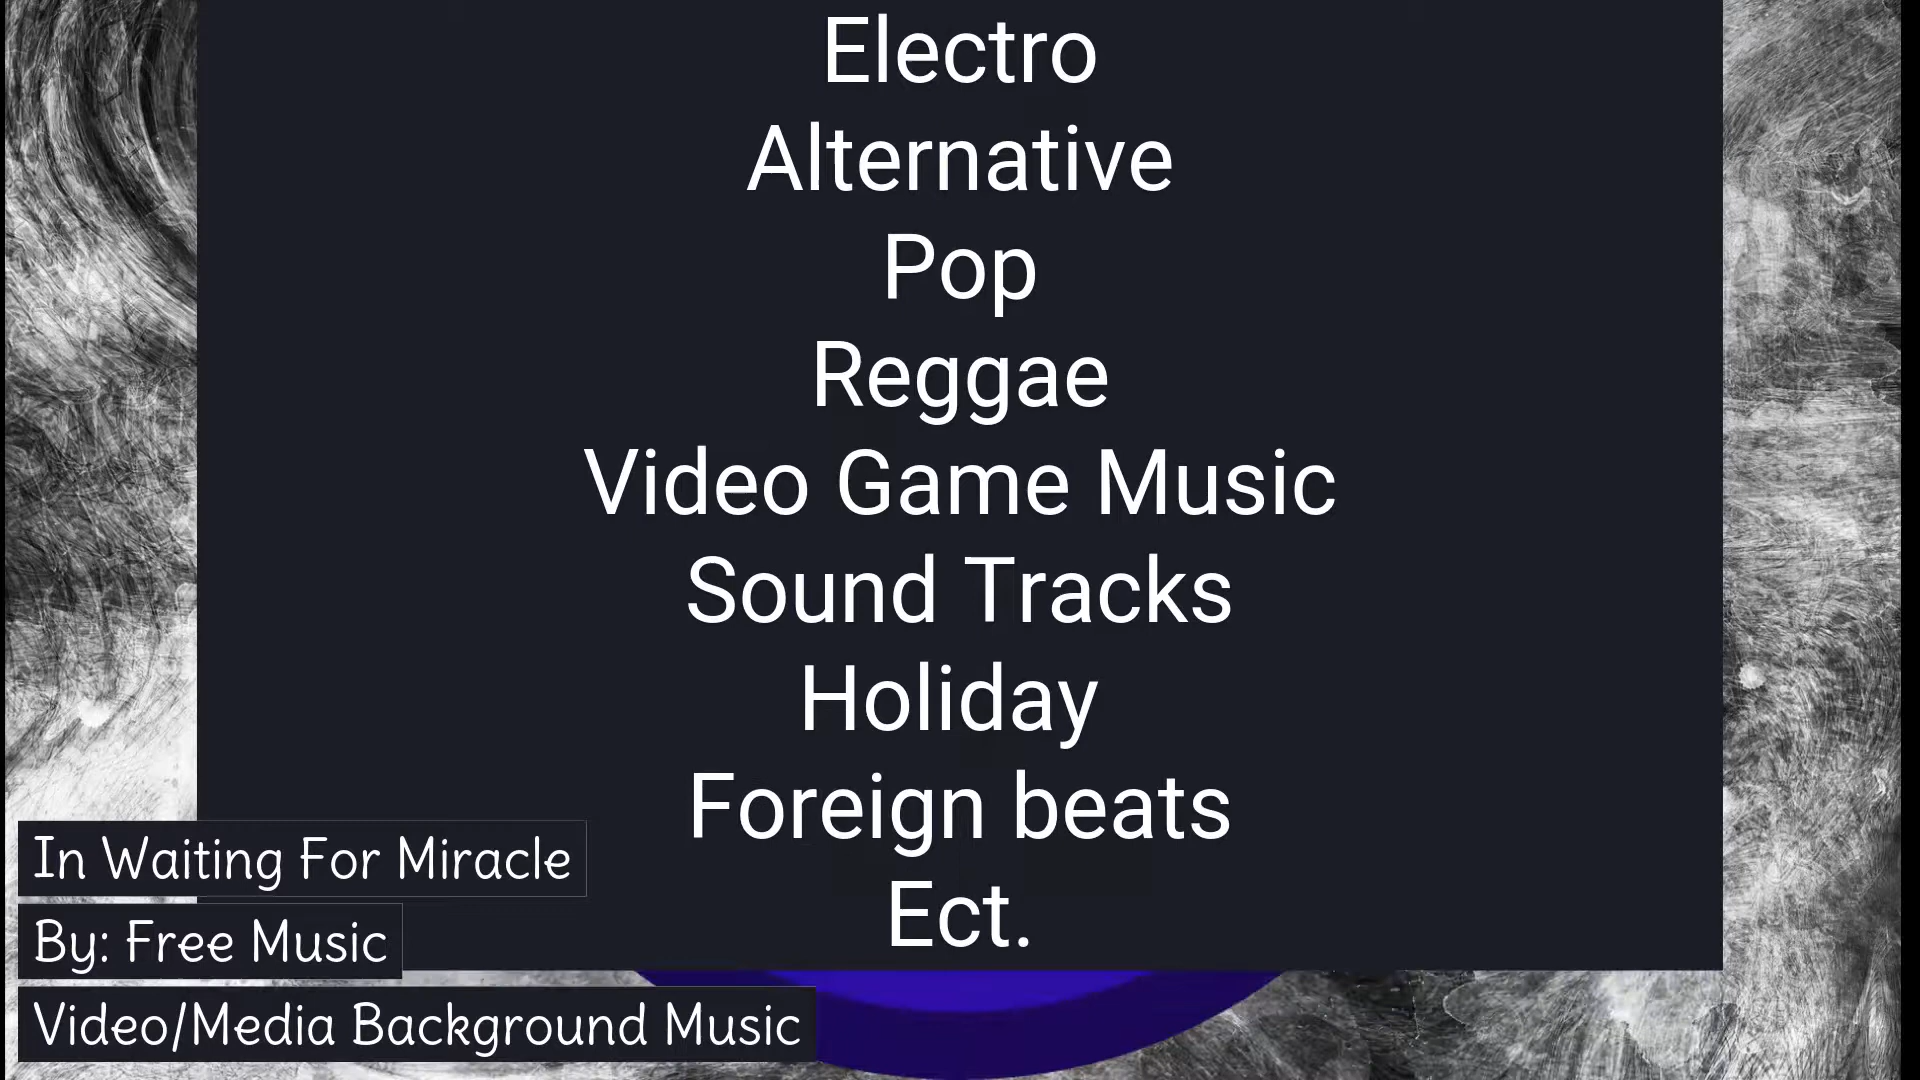 Electro
Alternative
Pop
Reggae
Video Game Music
Sound Tracks
Holiday
Foreign beats
Ect.
In Waiting For Miracle
By: Free Music
Video/Media Background Music